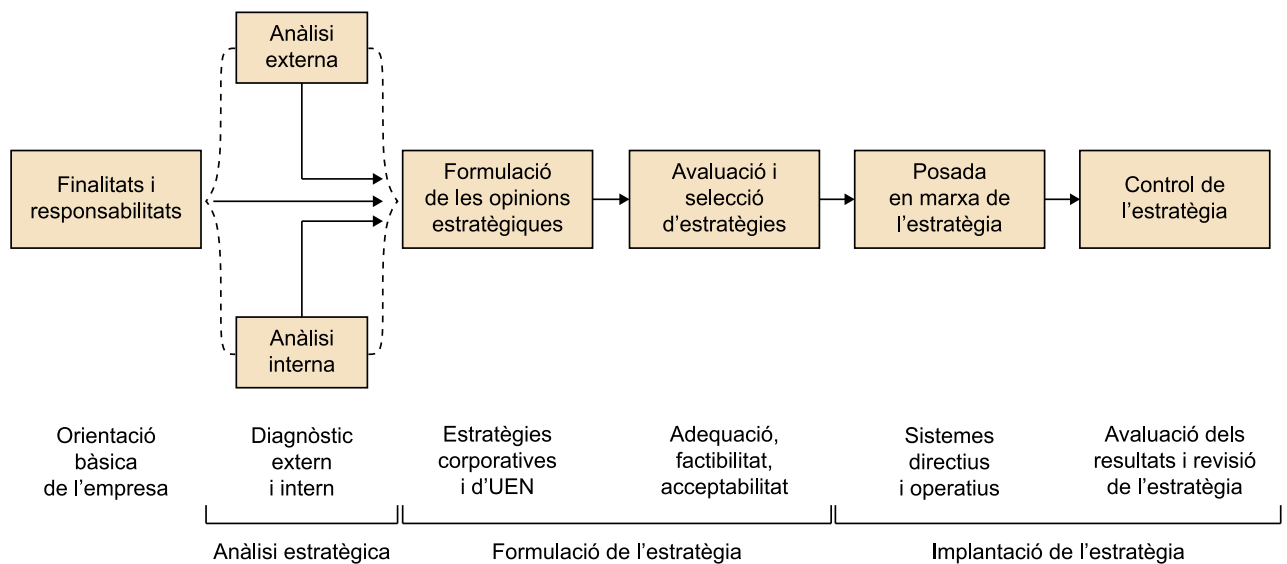 Anàlisi
externa
Finalitats i
responsabilitats
Formulació
de les opinions
estratègiques
Avaluació i
selecció
d’estratègies
Posada
en marxa de
l’estratègia
Control de
l’estratègia
Anàlisi
interna
Orientació
bàsica
de l’empresa
Diagnòstic
extern
i intern
Estratègies
corporatives
i d’UEN
Adequació,
factibilitat,
acceptabilitat
Sistemes
directius
i operatius
Avaluació dels
resultats i revisió
de l’estratègia
Anàlisi estratègica
Formulació de l’estratègia
Implantació de l’estratègia